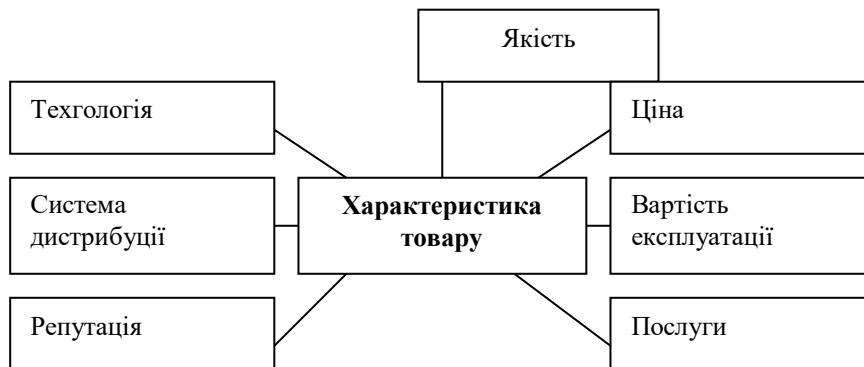 Якість
Техгологія
Ціна
Система
дистрибуції
Характеристика
товару
Вартість
експлуатації
Репутація
Послуги